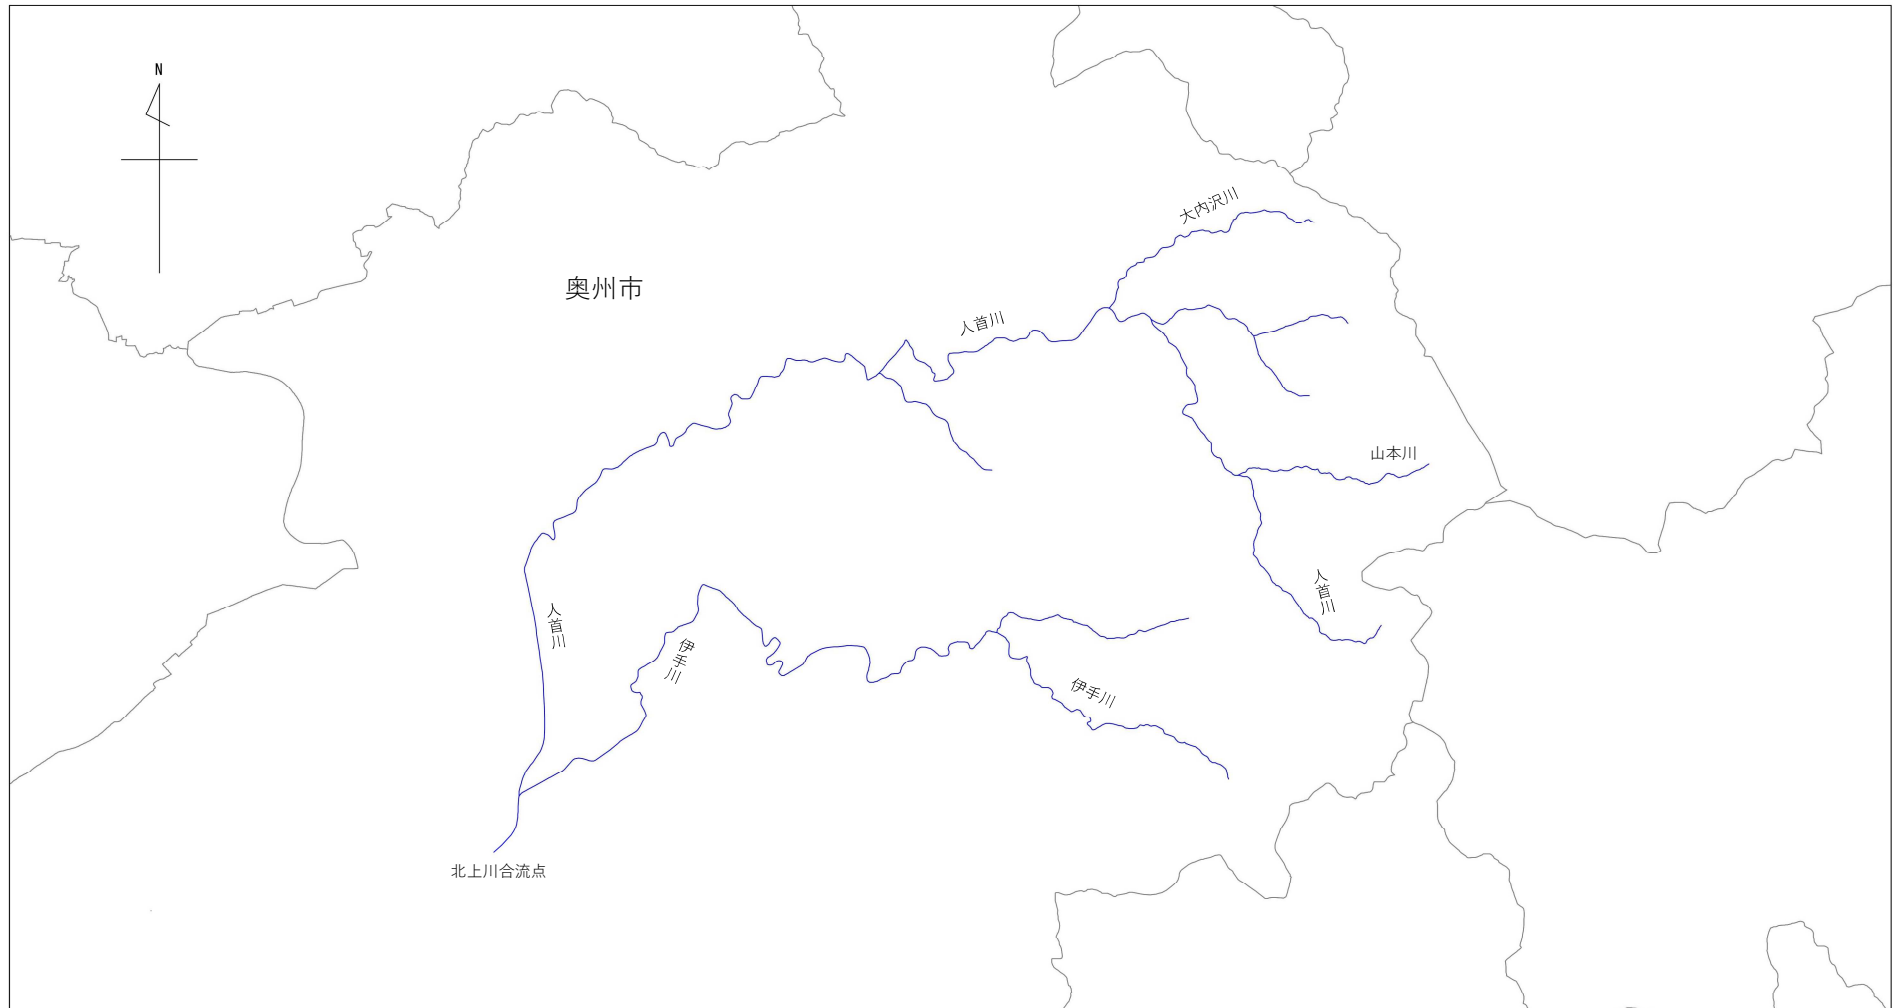 N
大内沢川
奥州市
人首川
山本川
人首川
人首川
伊手川
伊手川
北上川合流点